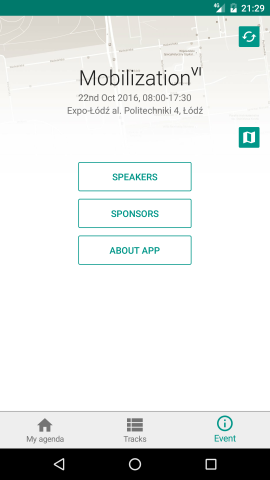 4G 21:29
Mobilization VI
22nd Oct 2016, 08:00-17:30
Expo-Łódź al. Politechniki 4, Łódź
SPEAKERS
SPONSORS
ABOUT APP
My agenda Tracks Event